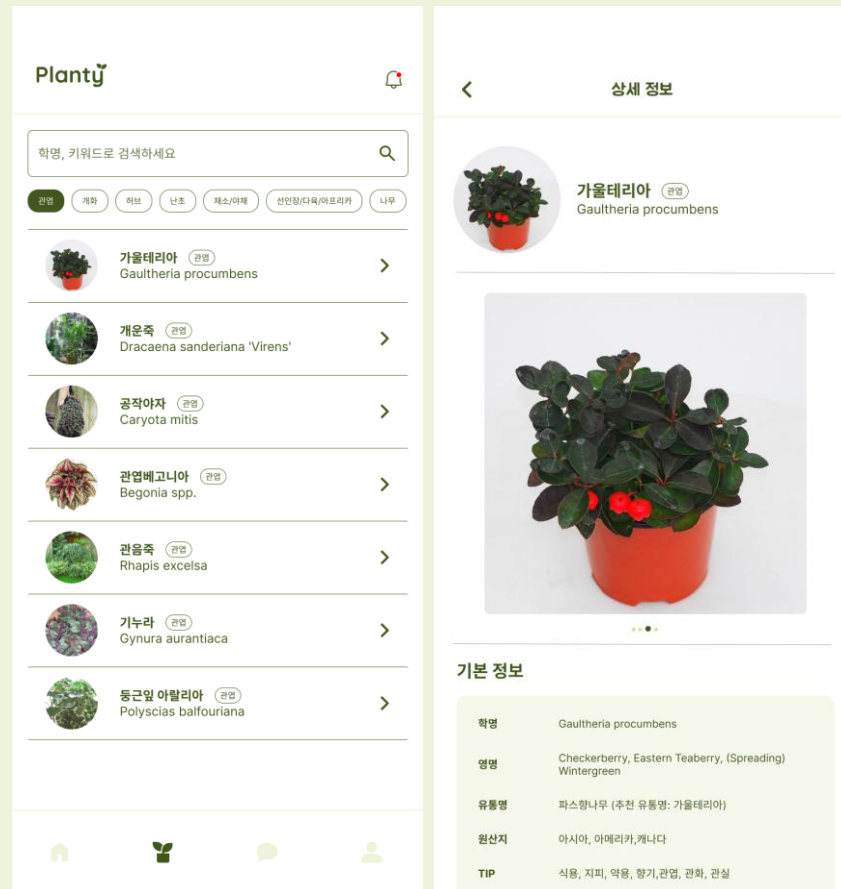 Planty
학명, 키워드로 검색하세요
관엽 개화 허브 난초 채소/야채 선인장/다육/아프리카 나무
가울테리아 관엽
Gaultheria procumbens
개운죽 관엽
Dracaena sanderiana 'Virens'
공작야자 관엽
Caryota mitis
관엽베고니아 관엽
Begonia spp.
관음죽 관엽
Rhapis excelsa
기누라 관엽
Gynura aurantiaca
둥근잎 아랄리아 관엽
Polyscias balfouriana
상세 정보
가울테리아 관엽
Gaultheria procumbens
기본 정보
학명 Gaultheria procumbens
영명 Checkerberry, Eastern Teaberry, (Spreading)
Wintergreen
유통명 파스향나무 (추천 유통명: 가울테리아)
원산지 아시아, 아메리카,캐나다
TIP 식용, 지피, 약용, 향기,관엽, 관화, 관실